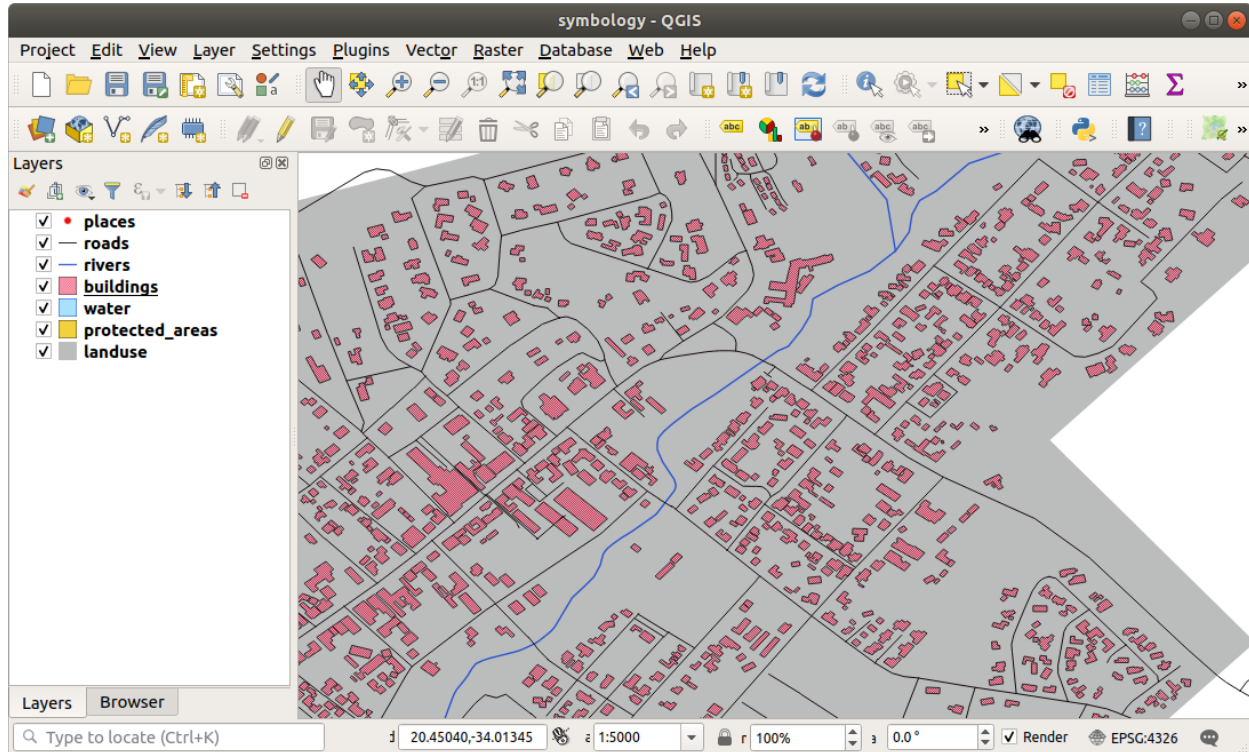 symbology - QGIS
Project Edit View Layer Settings Plugins Vector Raster Database Web Help
Layers
places
roads
rivers
buildings
water
protected_areas
landuse
Layers Browser
Type to locate (Ctrl+K) 20.45040,-34.01345 1:5000 r 100% 0.0 ° Render EPSG:4326